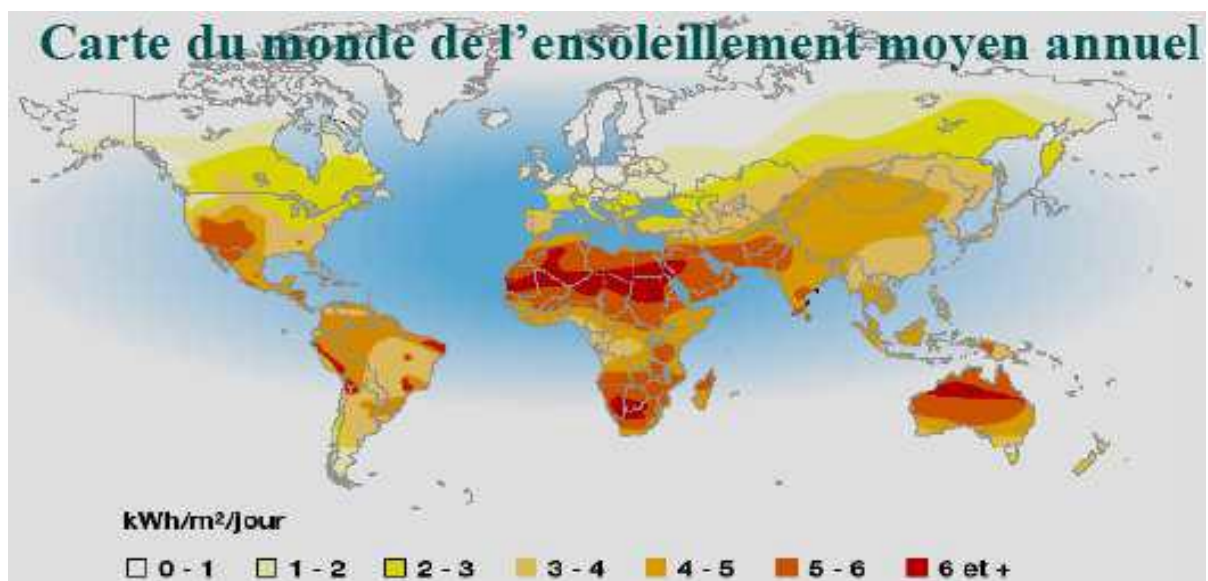 Carte du monde de l'ensoleillement moyen annuel
kWh/m²/jour
0 - 1 1 - 2 2 - 3 3 - 4 4 - 5 5 - 6 6 et +